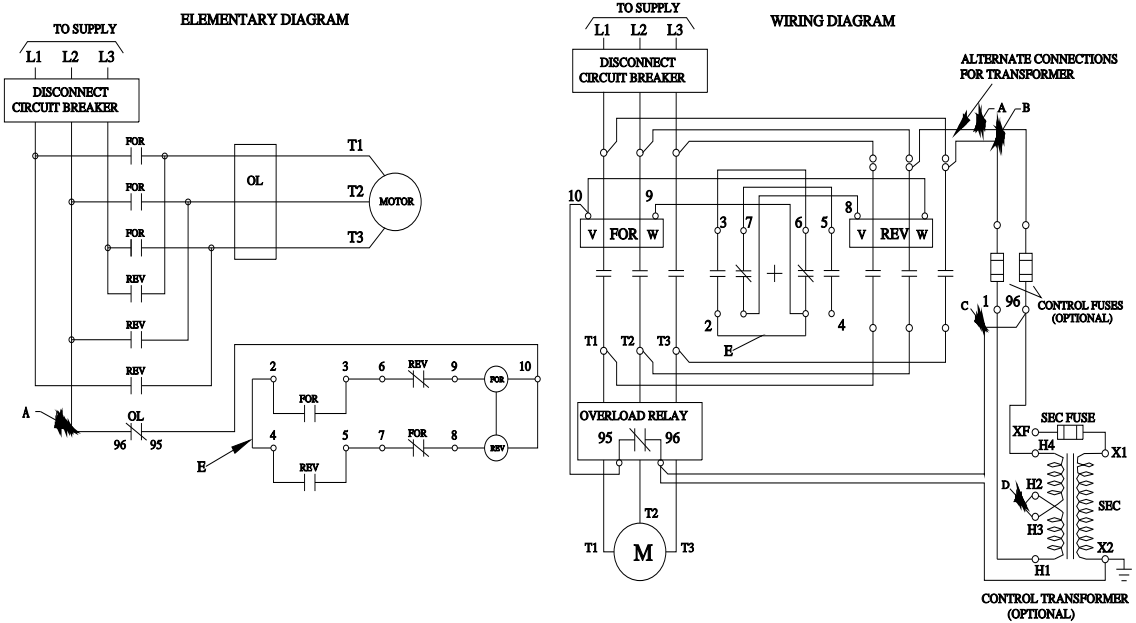 ELEMENTARY DIAGRAM
TO SUPPLY
L1 L2 L3
DISCONNECT
CIRCUIT BREAKER
FOR
T1
OL
FOR
T2
MOTOR
FOR
T3
REV
REV
REV
A
OL
96 95
2 3 6 REV 9 FOR 10
FOR
4 5 7 FOR 8 REV
E
REV
WIRING DIAGRAM
TO SUPPLY
L1 L2 L3
DISCONNECT
CIRCUIT BREAKER
ALTERNATE CONNECTIONS
FOR TRANSFORMER
A B
10 9 8
3 7 6 5
V FOR W
V REV W
C 1 96
CONTROL FUSES
(OPTIONAL)
2 4
E
T1 T2 T3
OVERLOAD RELAY
95 96
SEC FUSE
XF
H4 X1
D H2
SEC
H3
T2
T1 M T3
X2
H1
CONTROL TRANSFORMER
(OPTIONAL)